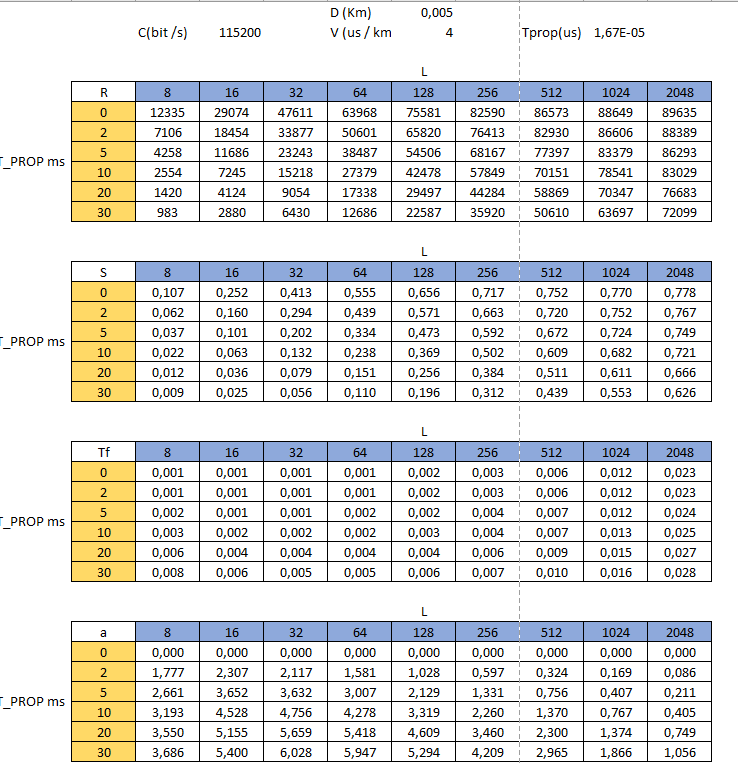 D (Km) 0,005
C(bit /s) 115200 V (us / km 4 Tprop(us) 1,67E-05
L
R 8 16 32 64 128 256 512 1024 2048
0 12335 29074 47611 63968 75581 82590 86573 88649 89635
2 7106 18454 33877 50601 65820 76413 82930 86606 88389
5 4258 11686 23243 38487 54506 68167 77397 83379 86293
T_PROP ms
10 2554 7245 15218 27379 42478 57849 70151 78541 83029
20 1420 4124 9054 17338 29497 44284 58869 70347 76683
30 983 2880 6430 12686 22587 35920 50610 63697 72099
L
S 8 16 32 64 128 256 512 1024 2048
0 0,107 0,252 0,413 0,555 0,656 0,717 0,752 0,770 0,778
2 0,062 0,160 0,294 0,439 0,571 0,663 0,720 0,752 0,767
5 0,037 0,101 0,202 0,334 0,473 0,592 0,672 0,724 0,749
T_PROP ms
10 0,022 0,063 0,132 0,238 0,369 0,502 0,609 0,682 0,721
20 0,012 0,036 0,079 0,151 0,256 0,384 0,511 0,611 0,666
30 0,009 0,025 0,056 0,110 0,196 0,312 0,439 0,553 0,626
L
Tf 8 16 32 64 128 256 512 1024 2048
0 0,001 0,001 0,001 0,001 0,002 0,003 0,006 0,012 0,023
2 0,001 0,001 0,001 0,001 0,002 0,003 0,006 0,012 0,023
5 0,002 0,001 0,001 0,002 0,002 0,004 0,007 0,012 0,024
T_PROP ms
10 0,003 0,002 0,002 0,002 0,003 0,004 0,007 0,013 0,025
20 0,006 0,004 0,004 0,004 0,004 0,006 0,009 0,015 0,027
30 0,008 0,006 0,005 0,005 0,006 0,007 0,010 0,016 0,028
L
a 8 16 32 64 128 256 512 1024 2048
0 0,000 0,000 0,000 0,000 0,000 0,000 0,000 0,000 0,000
2 1,777 2,307 2,117 1,581 1,028 0,597 0,324 0,169 0,086
5 2,661 3,652 3,632 3,007 2,129 1,331 0,756 0,407 0,211
T_PROP ms
10 3,193 4,528 4,756 4,278 3,319 2,260 1,370 0,767 0,405
20 3,550 5,155 5,659 5,418 4,609 3,460 2,300 1,374 0,749
30 3,686 5,400 6,028 5,947 5,294 4,209 2,965 1,866 1,056